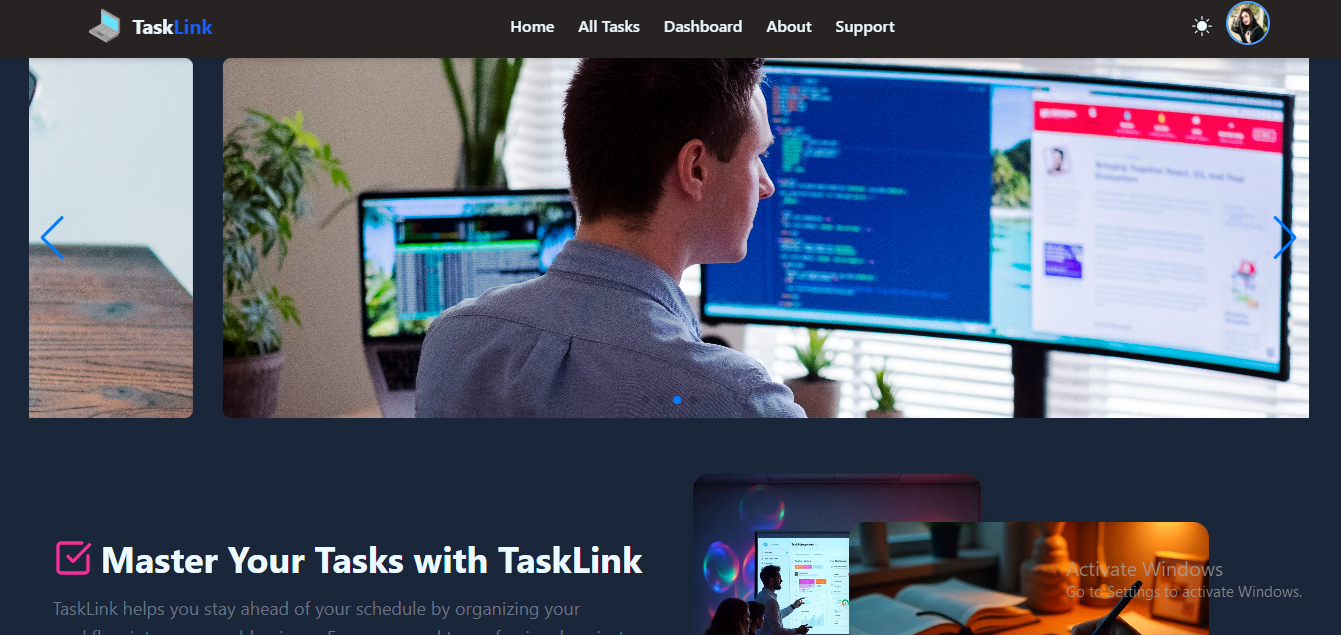 TaskLink
Home All Tasks Dashboard About Support
Master Your Tasks with TaskLink
TaskLink helps you stay ahead of your schedule by organizing your
Activate Windows
Go to Settings to activate Windows.